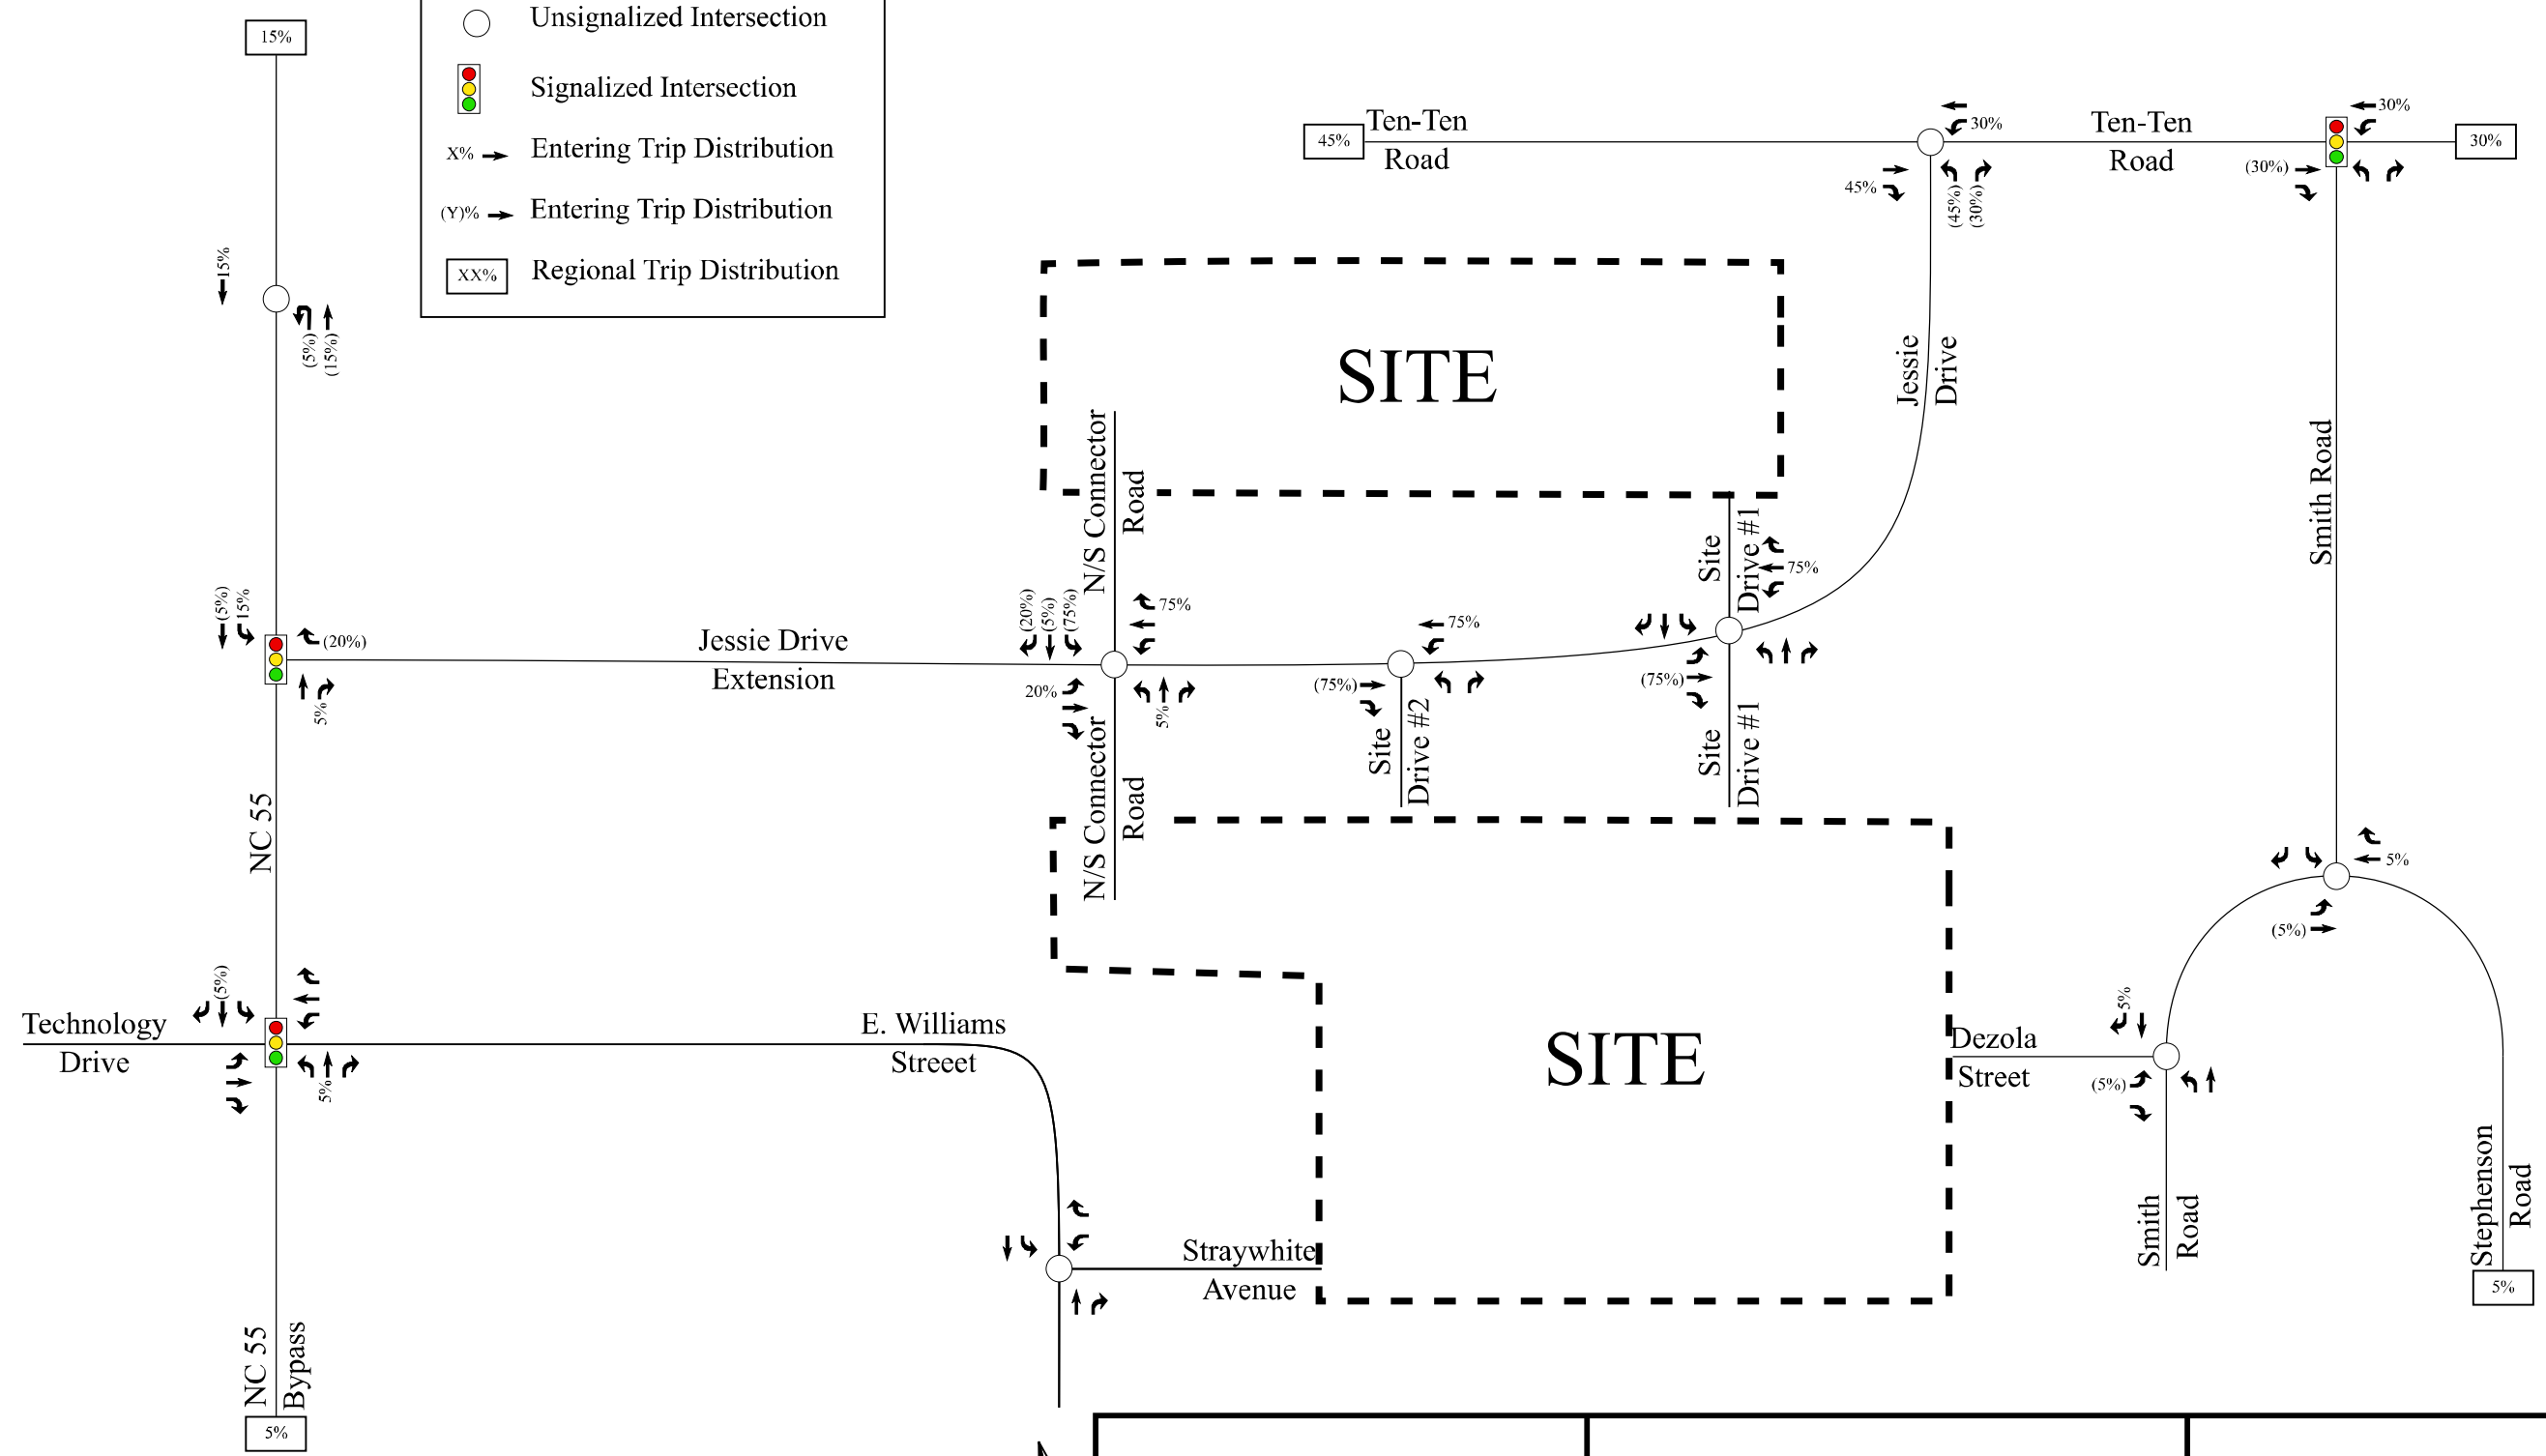 Unsignalized Intersection
Signalized Intersection
X% Entering Trip Distribution
(Y)% Entering Trip Distribution
XX% Regional Trip Distribution
15%
15%
(5%)
(15%)
(5%)
15%
(20%)
5%
Jessie Drive
Extension
NC 55
(5%)
5%
Technology
Drive
E. Williams
Streeet
NC 55
Bypass
5%
Straywhite
Avenue
45%
Ten-Ten
Road
30%
45%
(45%)
(30%)
Ten-Ten
Road
30%
(30%)
30%
SITE
Jessie
Drive
Smith Road
N/S Connector
Road
(20%)
(5%)
(75%)
75%
20%
5%
N/S Connector
Road
75%
(75%)
Site
Drive #2
Site
Drive #1
75%
(75%)
Site
Drive #1
SITE
5%
(5%)
5%
(5%)
Dezola
Street
Smith
Road
Stephenson
Road
5%